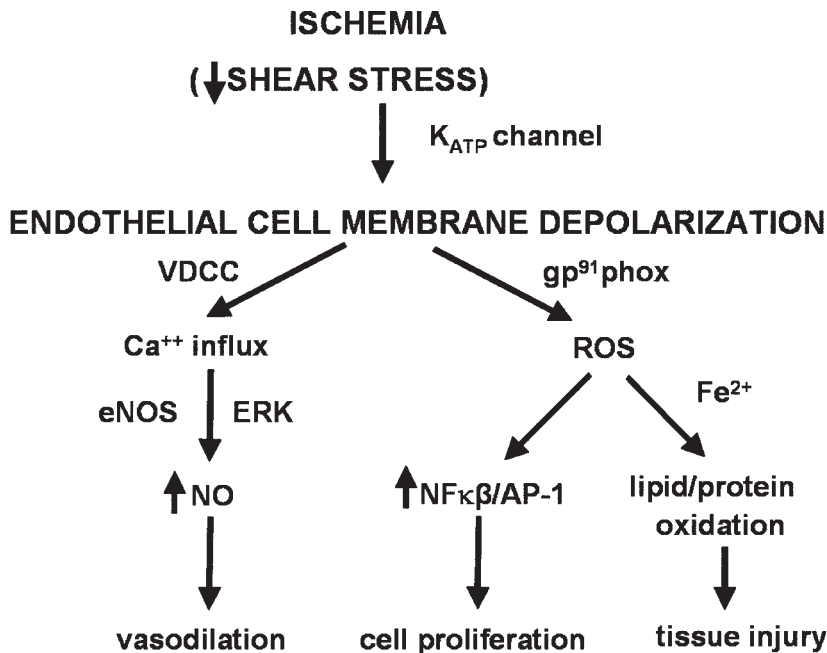 ISCHEMIA
(↓SHEAR STRESS)
K_ATP channel
ENDOTHELIAL CELL MEMBRANE DEPOLARIZATION
VDCC
gp⁹¹phox
Ca⁺⁺ influx
ROS
eNOS
ERK
Fe²⁺
↑NO
↑NFκβ/AP-1
lipid/protein
oxidation
vasodilation
cell proliferation
tissue injury